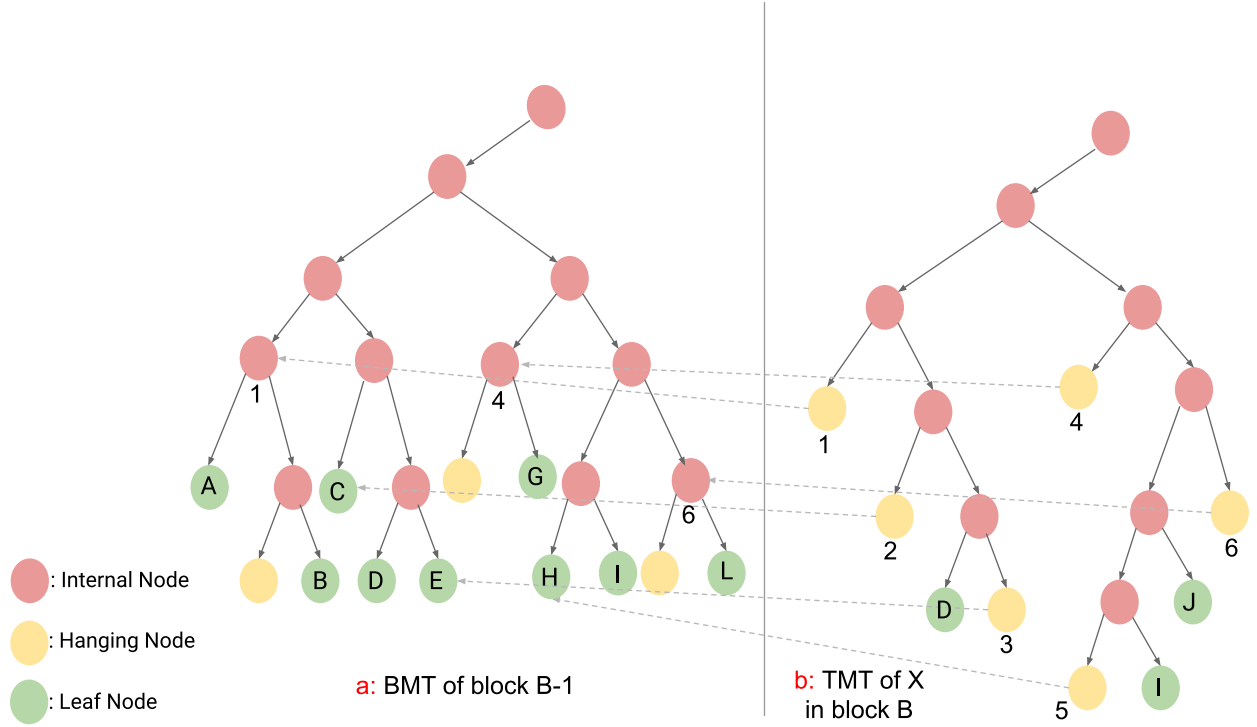 1
4
1
4
A
C
G
6
2
6
B
D
E
H
I
L
D
3
J
5
I
: Internal Node
: Hanging Node
: Leaf Node
a: BMT of block B-1
b: TMT of X
in block B